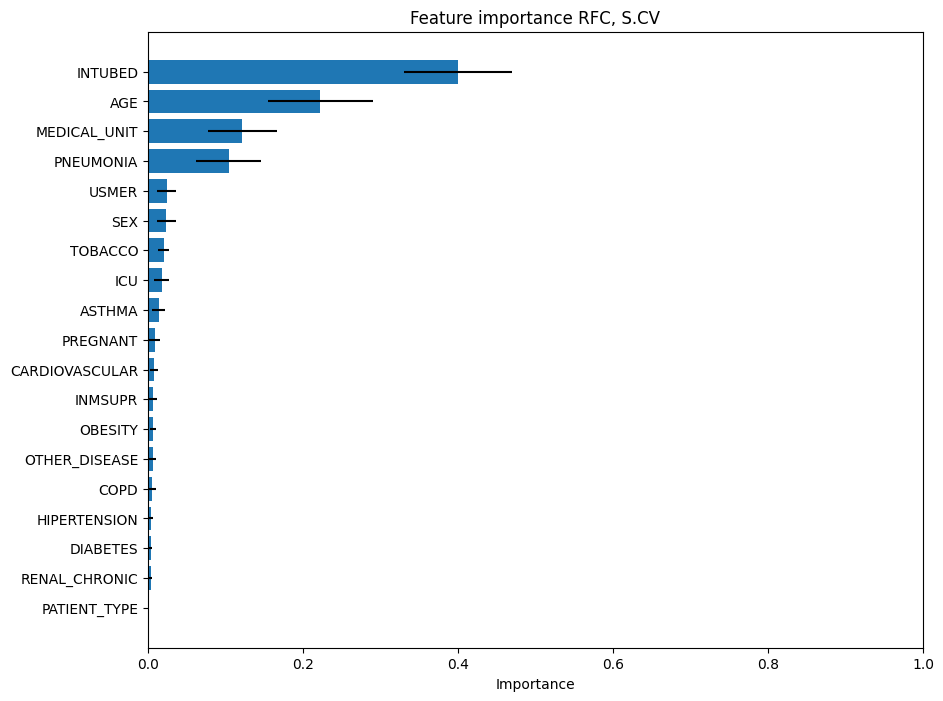 Feature importance RFC, S.CV
INTUBED
AGE
MEDICAL_UNIT
PNEUMONIA
USMER
SEX
TOBACCO
ICU
ASTHMA
PREGNANT
CARDIOVASCULAR
INMSUPR
OBESITY
OTHER_DISEASE
COPD
HIPERTENSION
DIABETES
RENAL_CHRONIC
PATIENT_TYPE
0.0 0.2 0.4 0.6 0.8 1.0
Importance